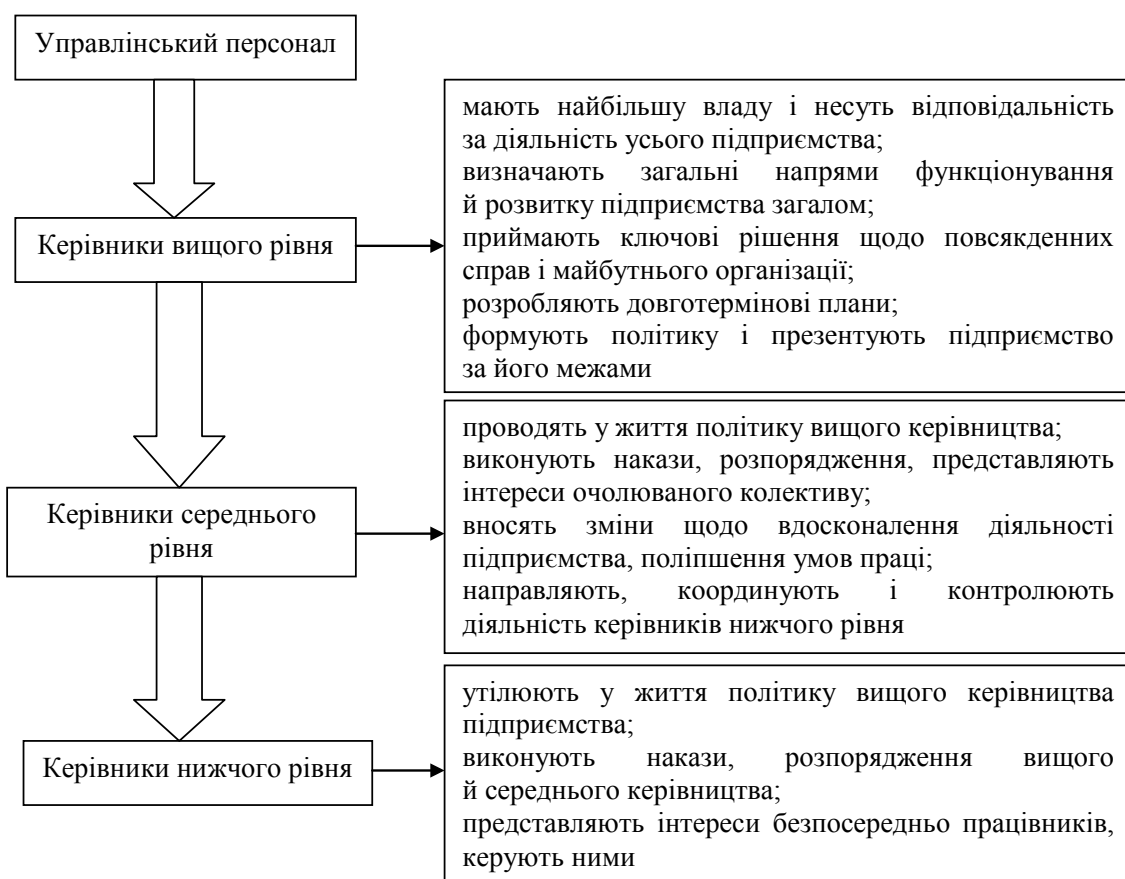 Управлінський персонал
мають найбільшу владу і несуть відповідальність
за діяльність усього підприємства;
визначають загальні напрями функціонування
й розвитку підприємства загалом;
приймають ключові рішення щодо повсякденних
справ і майбутнього організації;
розробляють довготермінові плани;
формують політику і презентують підприємство
за його межами
Керівники вищого рівня
проводять у життя політику вищого керівництва;
виконують накази, розпорядження, представляють
інтереси очолюваного колективу;
вносять зміни щодо вдосконалення діяльності
підприємства, поліпшення умов праці;
направляють, координують і контролюють
діяльність керівників нижчого рівня
Керівники середнього
рівня
утілюють у життя політику вищого керівництва
підприємства;
виконують накази, розпорядження вищого
й середнього керівництва;
представляють інтереси безпосередньо працівників,
керують ними
Керівники нижчого рівня